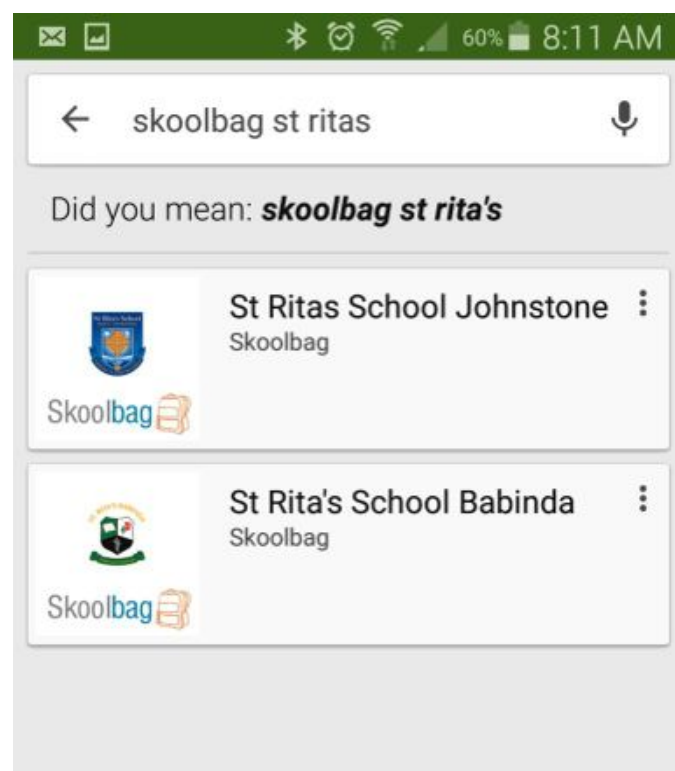 60% 8:11 AM
skoolbag st ritas
Did you mean: skoolbag st rita's
St Ritas School Johnstone
Skoolbag
Skoolbag
St Rita's School Babinda
Skoolbag
Skoolbag